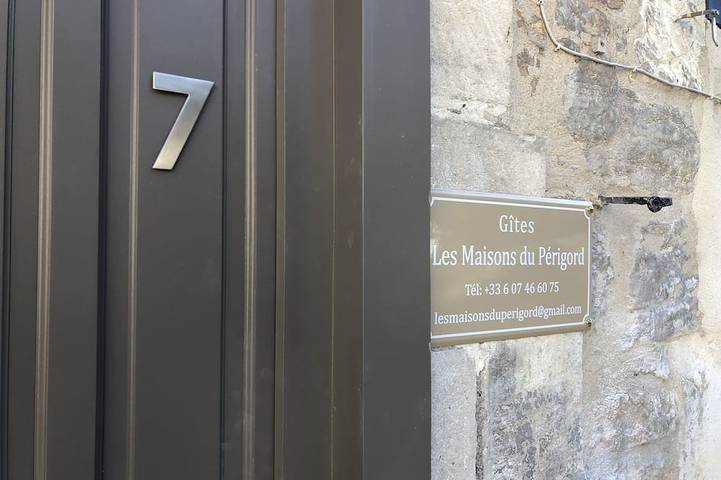 7
Gîtes
Les Maisons du Périgord
Tél: +33 6 07 46 60 75
lesmaisonsduperigord@gmail.com